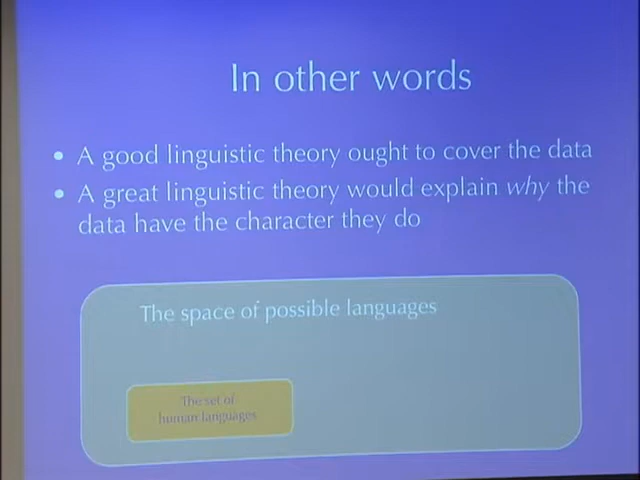 In other words
• A good linguistic theory ought to cover the data
• A great linguistic theory would explain why the
data have the character they do
The space of possible languages
The set of
human languages